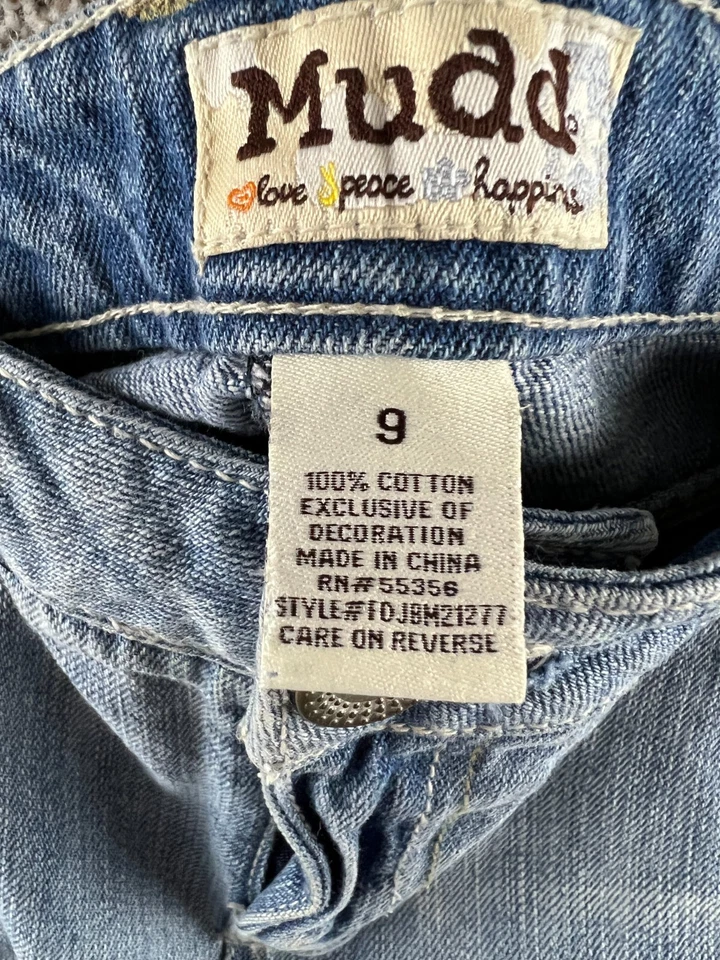 Mudd
love peace happins
9
100% COTTON
EXCLUSIVE OF
DECORATION
MADE IN CHINA
RN#55356
STYLE#TDJBM21277
CARE ON REVERSE